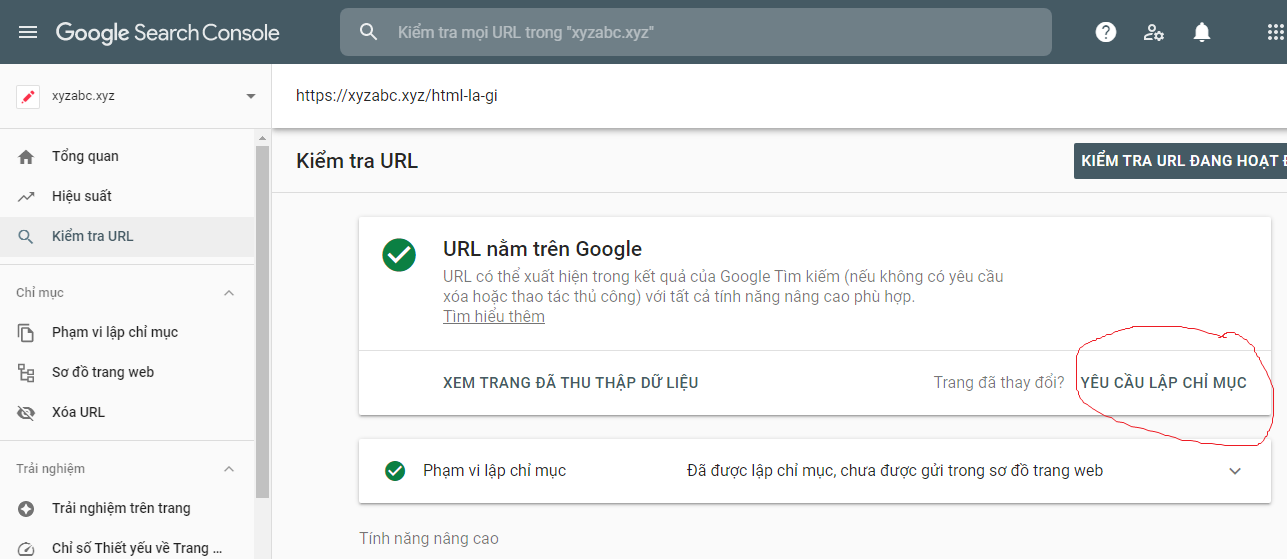 Google Search Console
Kiểm tra mọi URL trong "xyzabc.xyz"
xyzabc.xyz
https://xyzabc.xyz/html-la-gi
Tổng quan
Hiệu suất
Kiểm tra URL
Chỉ mục
Phạm vi lập chỉ mục
Sơ đồ trang web
Xóa URL
Trải nghiệm
Trải nghiệm trên trang
Chỉ số Thiết yếu về Trang ...
Kiểm tra URL
KIỂM TRA URL ĐANG HOẠT
URL nằm trên Google
URL có thể xuất hiện trong kết quả của Google Tìm kiếm (nếu không có yêu cầu
xóa hoặc thao tác thủ công) với tất cả tính năng nâng cao phù hợp.
Tìm hiểu thêm
XEM TRANG ĐÃ THU THẬP DỮ LIỆU
Trang đã thay đổi? YÊU CẦU LẬP CHỈ MỤC
Phạm vi lập chỉ mục
Đã được lập chỉ mục, chưa được gửi trong sơ đồ trang web
Tính năng nâng cao